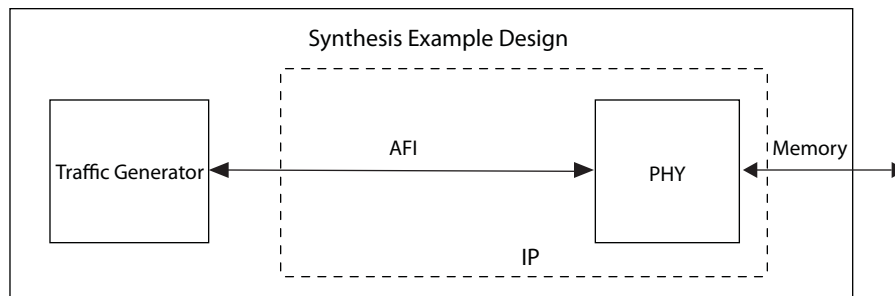 Synthesis Example Design
Traffic Generator
AFI
PHY
Memory
IP